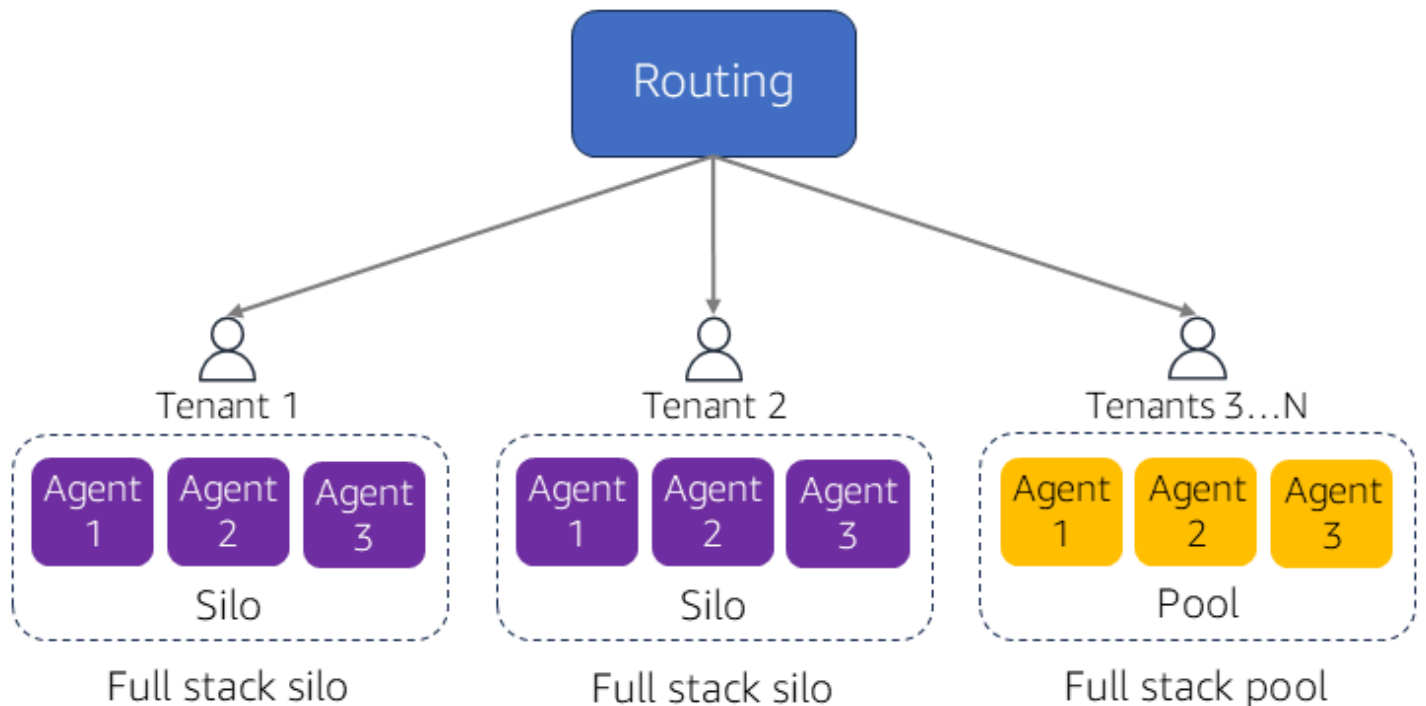 Routing
Tenant 1
Tenant 2
Tenants 3...N
Agent
1
Agent
2
Agent
3
Silo
Agent
1
Agent
2
Agent
3
Silo
Agent
1
Agent
2
Agent
3
Pool
Full stack silo
Full stack silo
Full stack pool